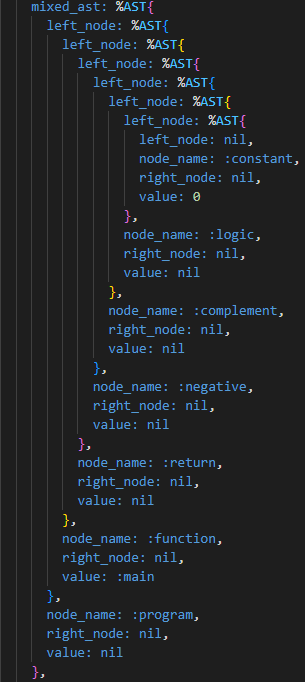 mixed_ast: %AST{
left_node: %AST{
left_node: %AST{
left_node: %AST{
left_node: %AST{
left_node: %AST{
left_node: %AST{
left_node: nil,
node_name: :constant,
right_node: nil,
value: 0
},
node_name: :logic,
right_node: nil,
value: nil
},
node_name: :complement,
right_node: nil,
value: nil
},
node_name: :negative,
right_node: nil,
value: nil
},
node_name: :return,
right_node: nil,
value: nil
},
node_name: :function,
right_node: nil,
value: :main
},
node_name: :program,
right_node: nil,
value: nil
},